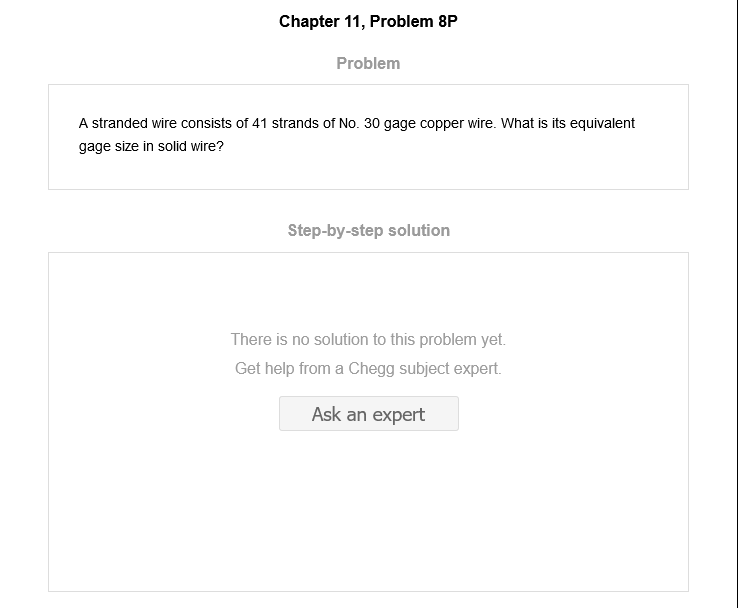 Chapter 11, Problem 8P
Problem
A stranded wire consists of 41 strands of No. 30 gage copper wire. What is its equivalent
gage size in solid wire?
Step-by-step solution
There is no solution to this problem yet.
Get help from a Chegg subject expert.
Ask an expert